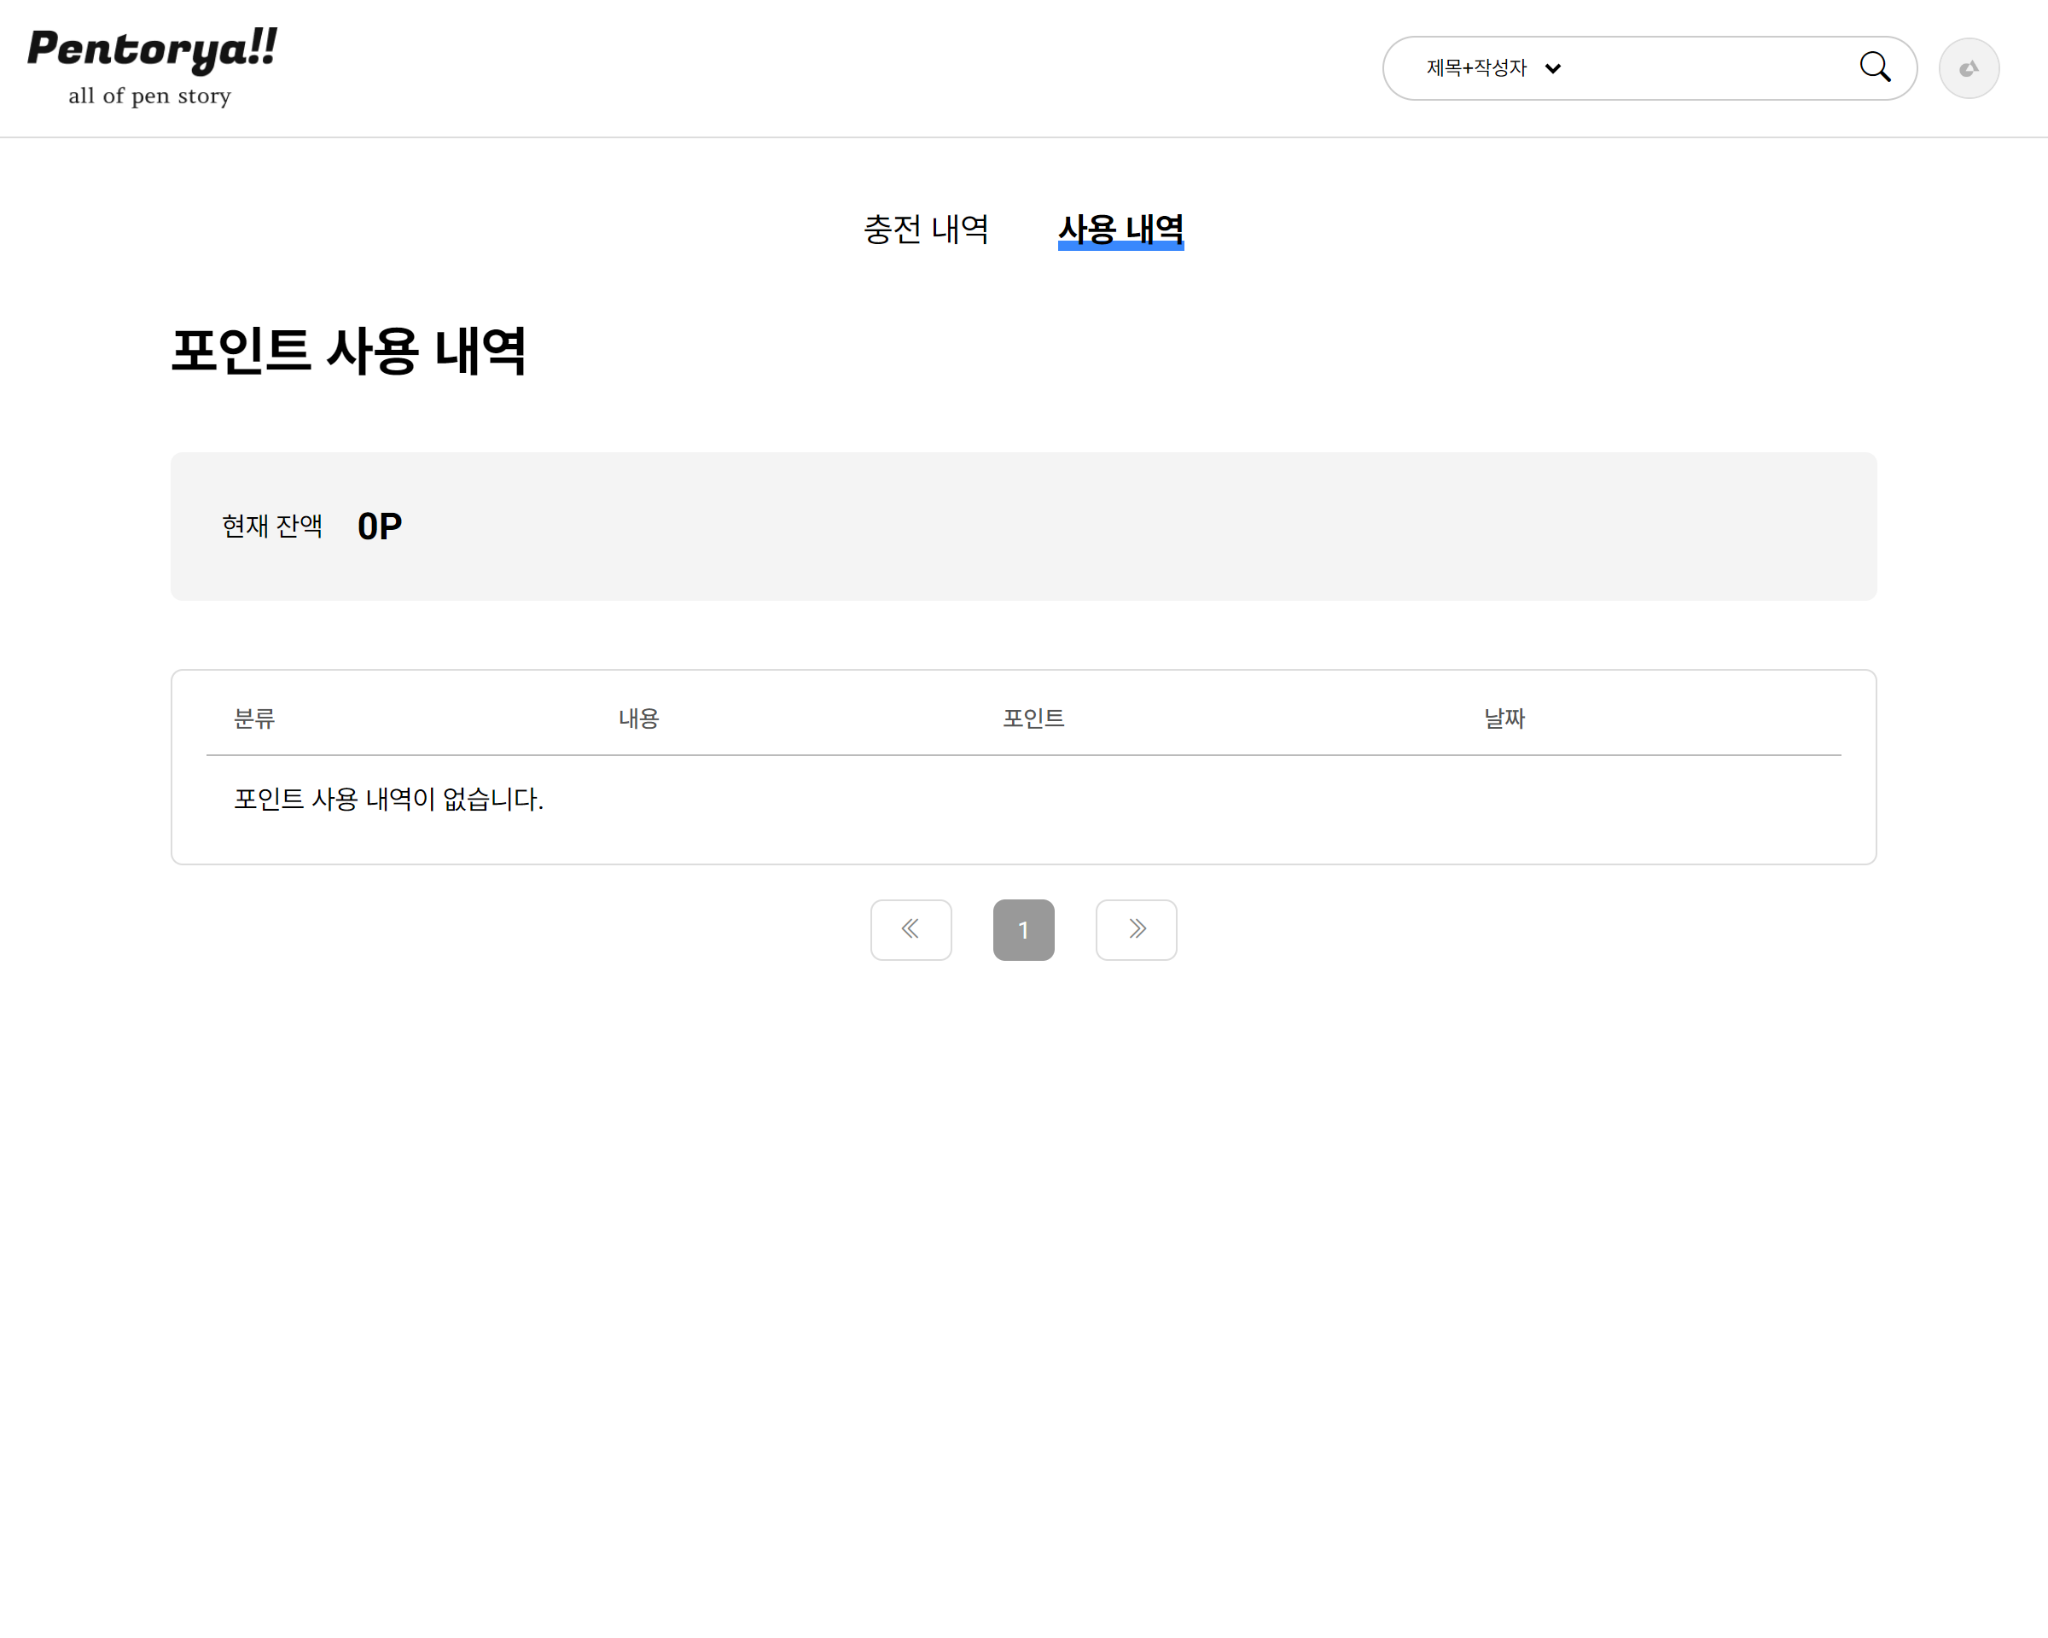 Pentorya!!
all of pen story
제목+작성자
충전 내역 사용 내역
포인트 사용 내역
현재 잔액 0P
분류 내용 포인트 날짜
포인트 사용 내역이 없습니다.
1